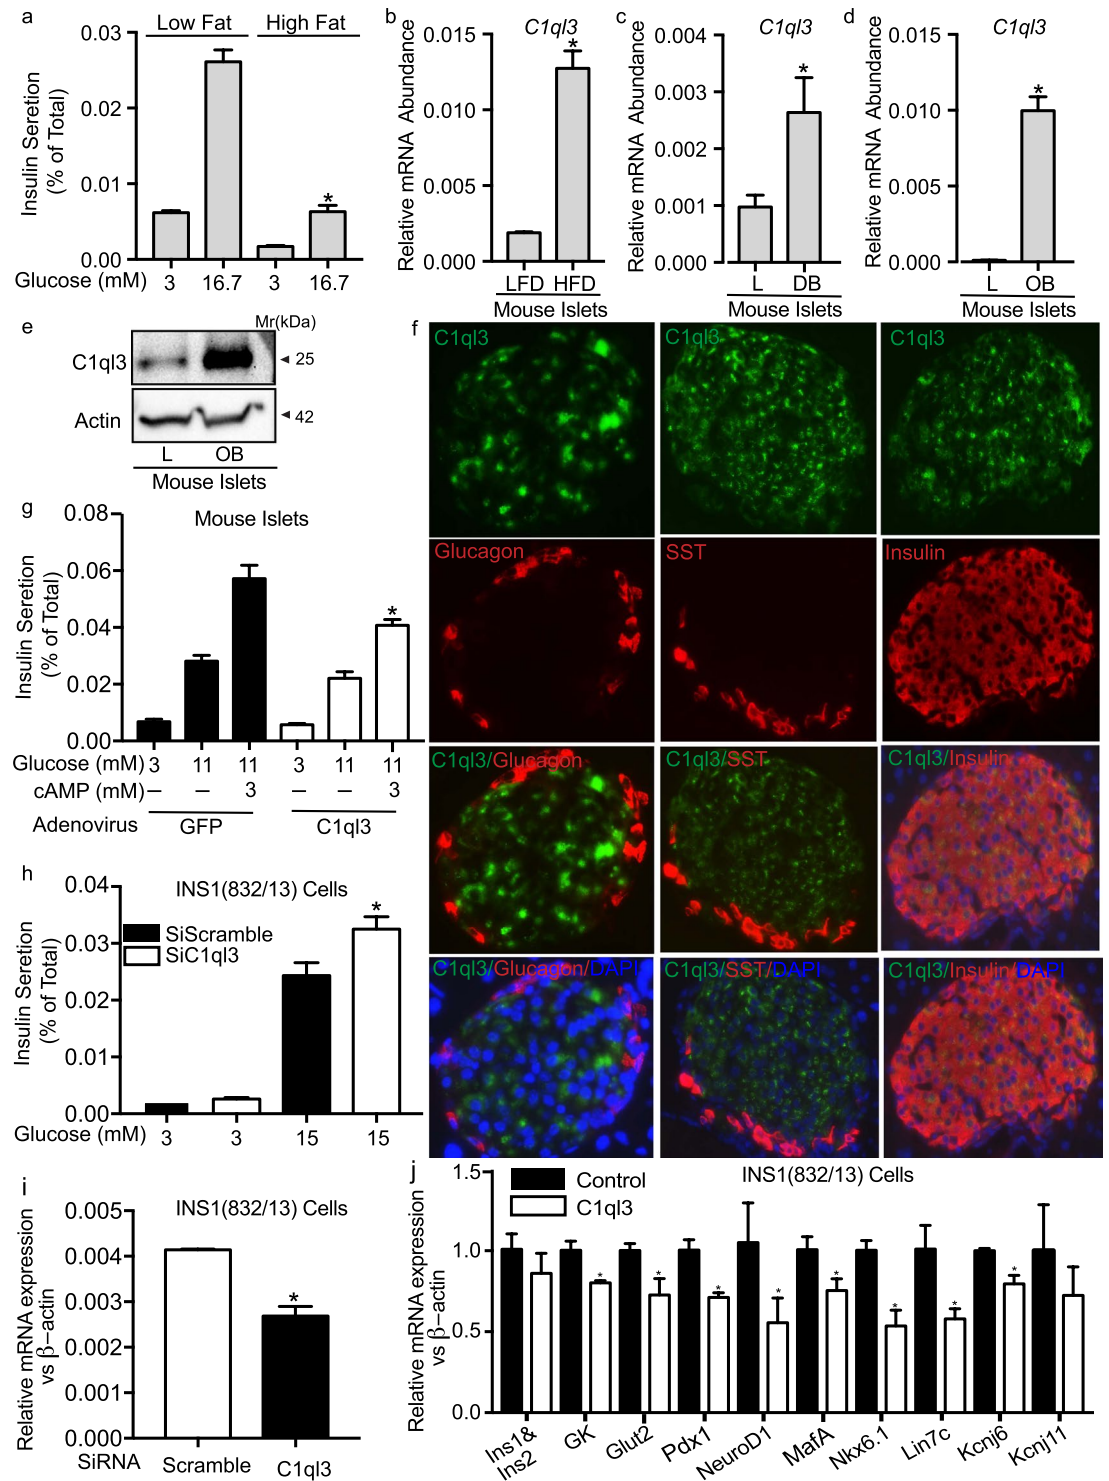 a
Low Fat High Fat
Insulin Seretion
(% of Total)
0.03
0.02
0.01
0.00
Glucose (mM) 3 16.7 3 16.7
*
b
C1ql3
Relative mRNA Abundance
0.015
0.010
0.005
0.000
*
LFD HFD
Mouse Islets
c
C1ql3
Relative mRNA Abundance
0.004
0.003
0.002
0.001
0.000
*
L DB
Mouse Islets
d
C1ql3
Relative mRNA Abundance
0.015
0.010
0.005
0.000
*
L OB
Mouse Islets
e
Mr(kDa)
C1ql3 ◄ 25
Actin ◄ 42
L OB
Mouse Islets
f
C1ql3 C1ql3 C1ql3
Glucagon SST Insulin
C1ql3/Glucagon C1ql3/SST C1ql3/Insulin
C1ql3/Glucagon/DAPI C1ql3/SST/DAPI C1ql3/Insulin/DAPI
g
Mouse Islets
Insulin Seretion
(% of Total)
0.08
0.06
0.04
0.02
0.00
*
Glucose (mM) 3 11 11 3 11 11
cAMP (mM) – – 3 – – 3
Adenovirus GFP C1ql3
h
INS1(832/13) Cells
SiScramble
SiC1ql3
Insulin Seretion
(% of Total)
0.04
0.03
0.02
0.01
0.00
*
Glucose (mM) 3 3 15 15
i
INS1(832/13) Cells
Relative mRNA expression
vs β–actin
0.005
0.004
0.003
0.002
0.001
0.000
*
SiRNA Scramble C1ql3
j
INS1(832/13) Cells
Control
C1ql3
Relative mRNA expression
vs β–actin
1.5
1.0
0.5
0.0
* * * * * * * *
Ins1&
Ins2
GK
Glut2
Pdx1
NeuroD1
MafA
Nkx6.1
Lin7c
Kcnj6
Kcnj11